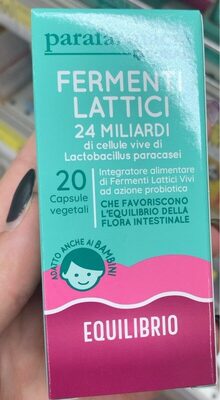 FERMENTI
LATTICI
24 MILIARDI
di cellule vive di
Lactobacillus paracasei
20
Capsule
vegetali
Integratore alimentare
di Fermenti Lattici Vivi
ad azione probiotica
CHE FAVORISCONO
L'EQUILIBRIO DELLA
FLORA INTESTINALE
ADATTO ANCHE AI BAMBINI
EQUILIBRIO